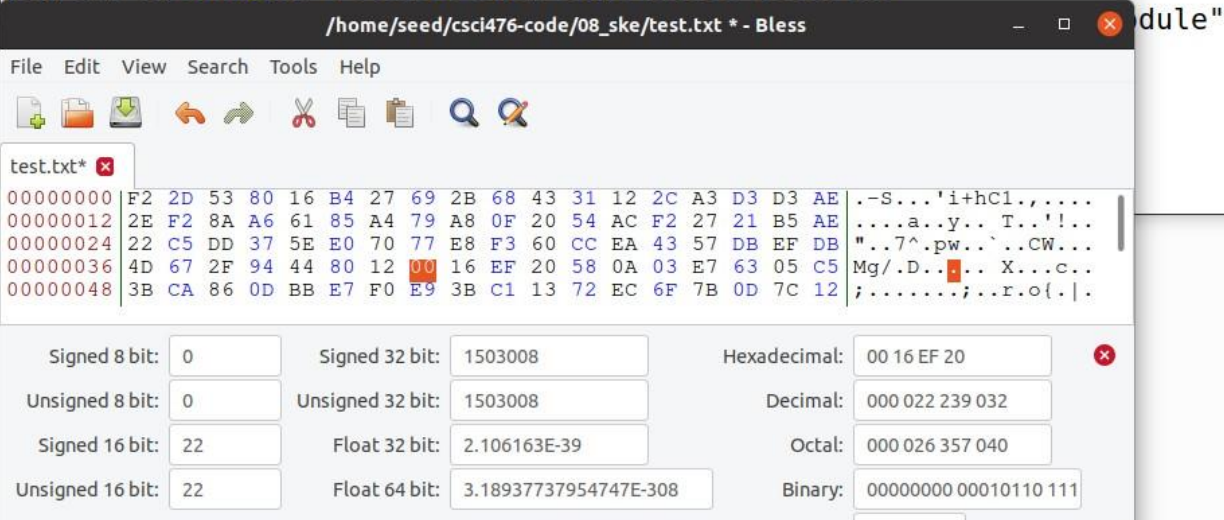 /home/seed/csci476-code/08_ske/test.txt * - Bless
dule"
File Edit View Search Tools Help
test.txt*
00000000 F2 2D 53 80 16 B4 27 69 2B 68 43 31 12 2C A3 D3 D3 AE .-S...'i+hC1.,....
00000012 2E F2 8A A6 61 85 A4 79 A8 0F 20 54 AC F2 27 21 B5 AE ....a..y.. T..'!..
00000024 22 C5 DD 37 5E E0 70 77 E8 F3 60 CC EA 43 57 DB EF DB "..7^.pw..`..CW...
00000036 4D 67 2F 94 44 80 12 00 16 EF 20 58 0A 03 E7 63 05 C5 Mg/.D..... X...c..
00000048 3B CA 86 0D BB E7 F0 E9 3B C1 13 72 EC 6F 7B 0D 7C 12 ;.......;..r.o{.|.
Signed 8 bit: 0 Signed 32 bit: 1503008 Hexadecimal: 00 16 EF 20
Unsigned 8 bit: 0 Unsigned 32 bit: 1503008 Decimal: 000 022 239 032
Signed 16 bit: 22 Float 32 bit: 2.106163E-39 Octal: 000 026 357 040
Unsigned 16 bit: 22 Float 64 bit: 3.18937737954747E-308 Binary: 00000000 00010110 111